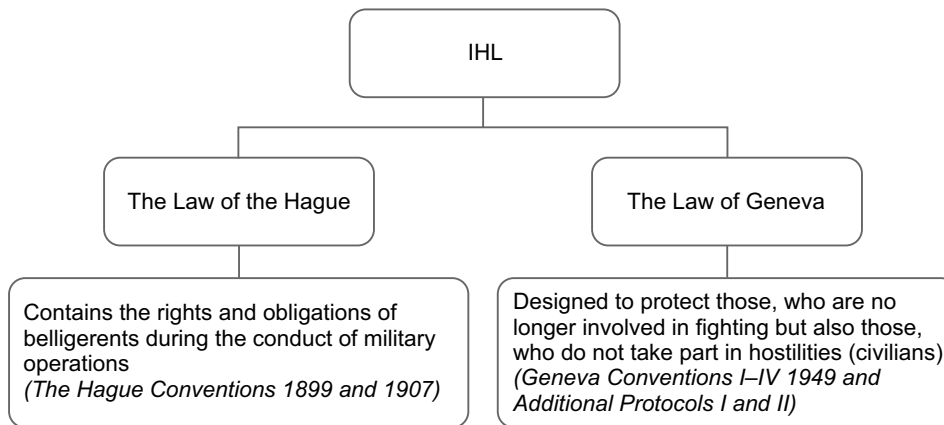 IHL
The Law of the Hague
The Law of Geneva
Contains the rights and obligations of
belligerents during the conduct of military
operations
(The Hague Conventions 1899 and 1907)
Designed to protect those, who are no
longer involved in fighting but also those,
who do not take part in hostilities (civilians)
(Geneva Conventions I–IV 1949 and
Additional Protocols I and II)